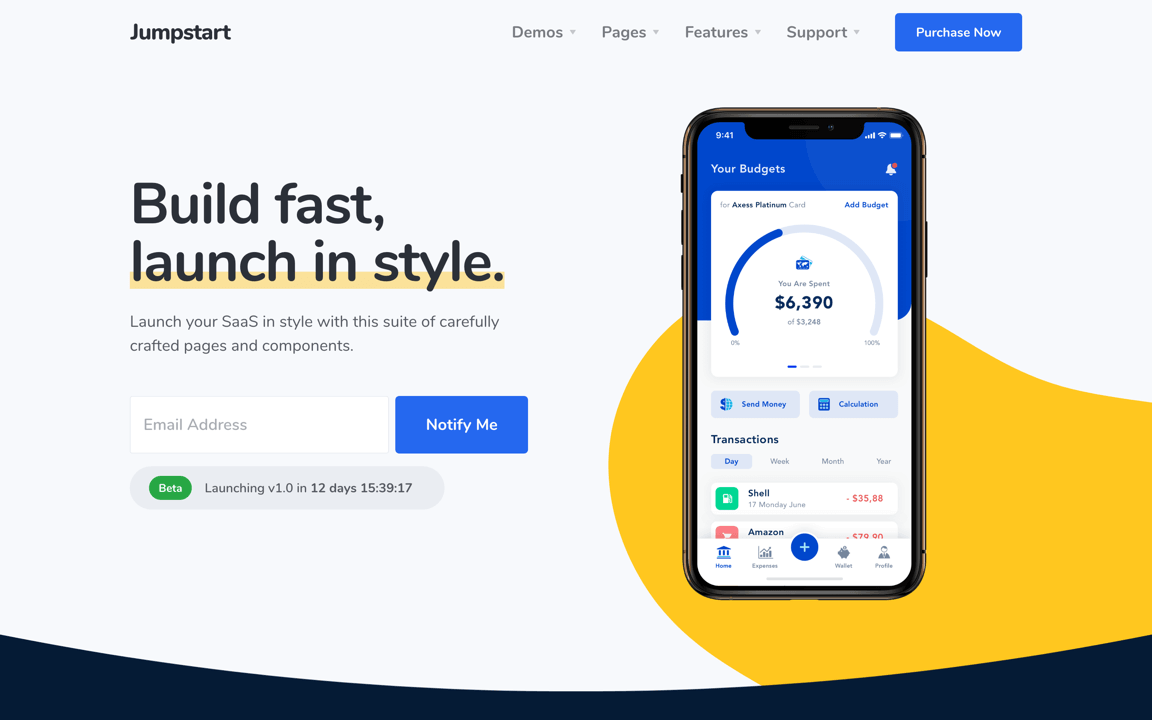 Jumpstart
Demos
Pages
Features
Support
Purchase Now
Build fast,
launch in style.
Launch your SaaS in style with this suite of carefully
crafted pages and components.
Email Address
Notify Me
Beta
Launching v1.0 in 12 days 15:39:17
9:41
Your Budgets
for Axess Platinum Card
Add Budget
You Are Spent
$6,390
of $3,248
0%
100%
Send Money
Calculation
Transactions
Day
Week
Month
Year
Shell
17 Monday June
- $35,88
Amazon
- $79,90
+
Home
Expenses
Wallet
Profile